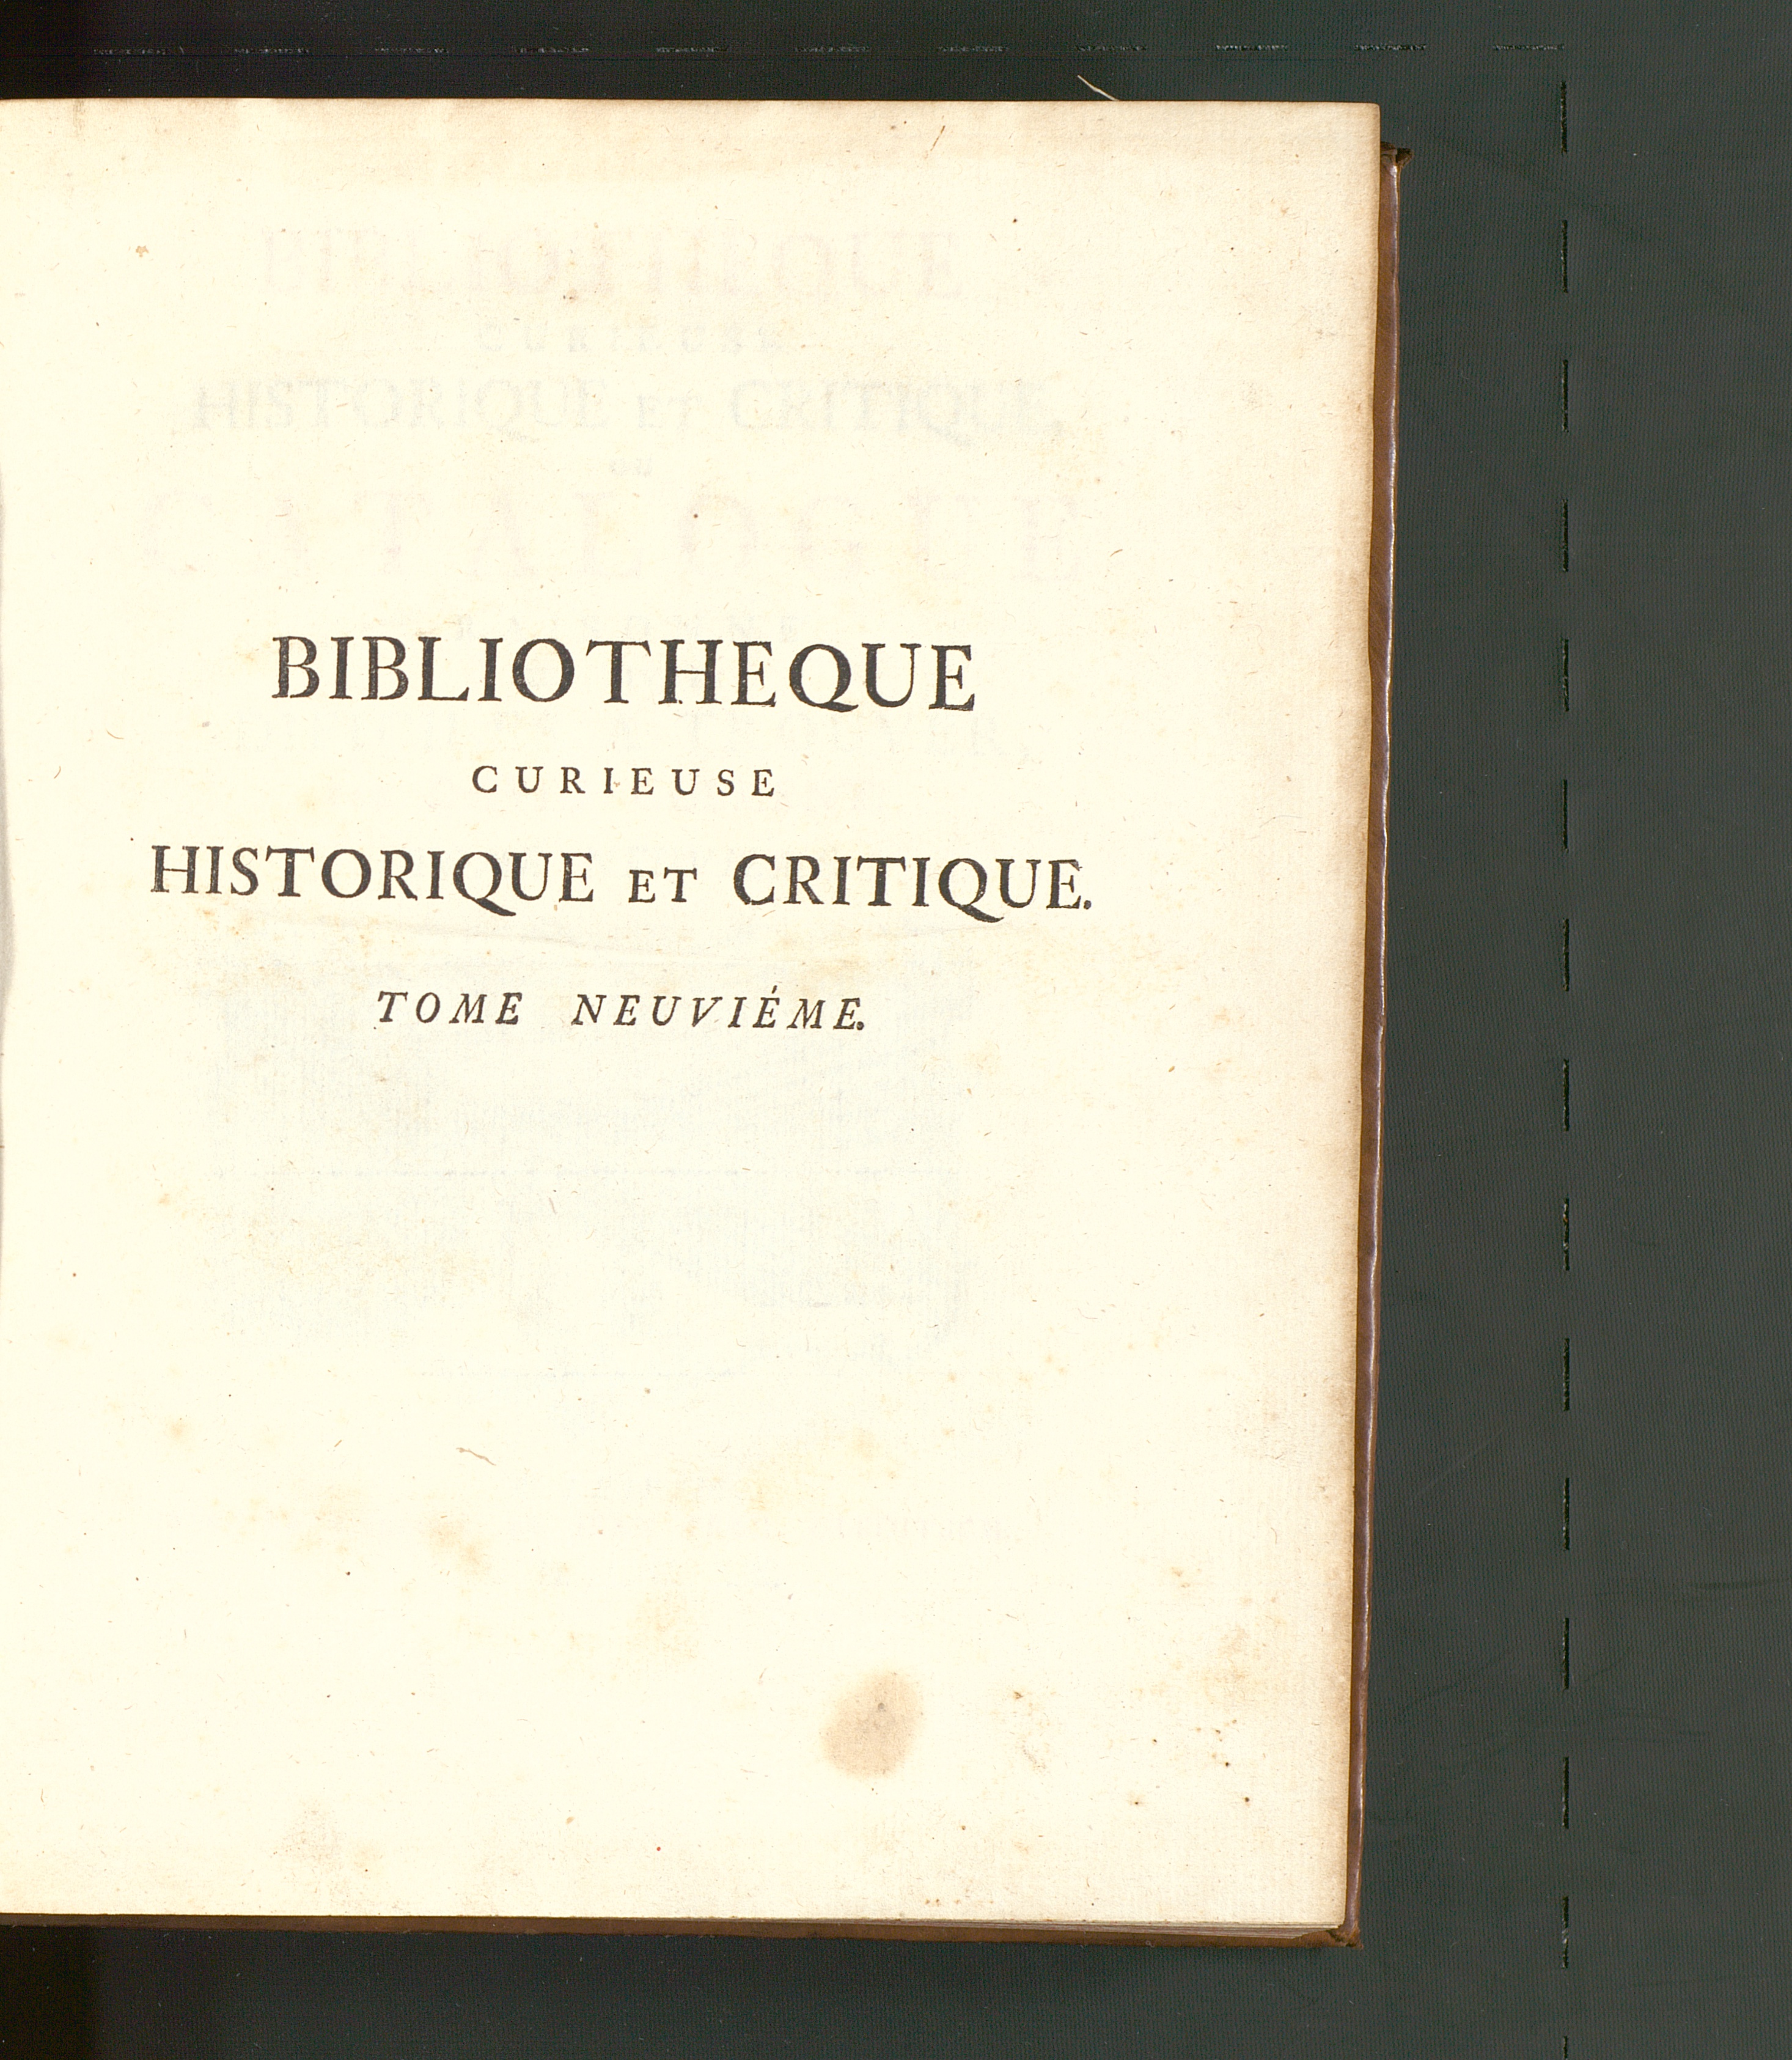 BIBLIOTHEQUE
CURIEUSE
HISTORIQUE ET CRITIQUE.
TOME NEUVIÉME.